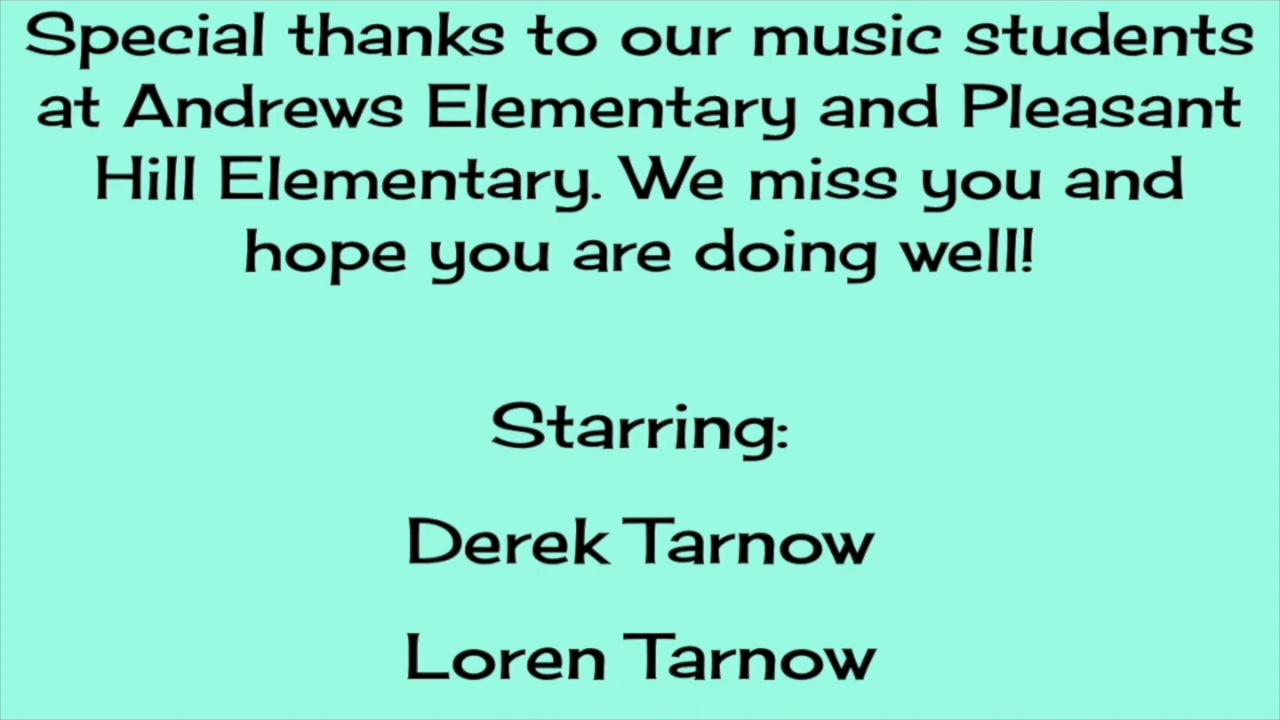 Special thanks to our music students
at Andrews Elementary and Pleasant
Hill Elementary. We miss you and
hope you are doing well!
Starring:
Derek Tarnow
Loren Tarnow